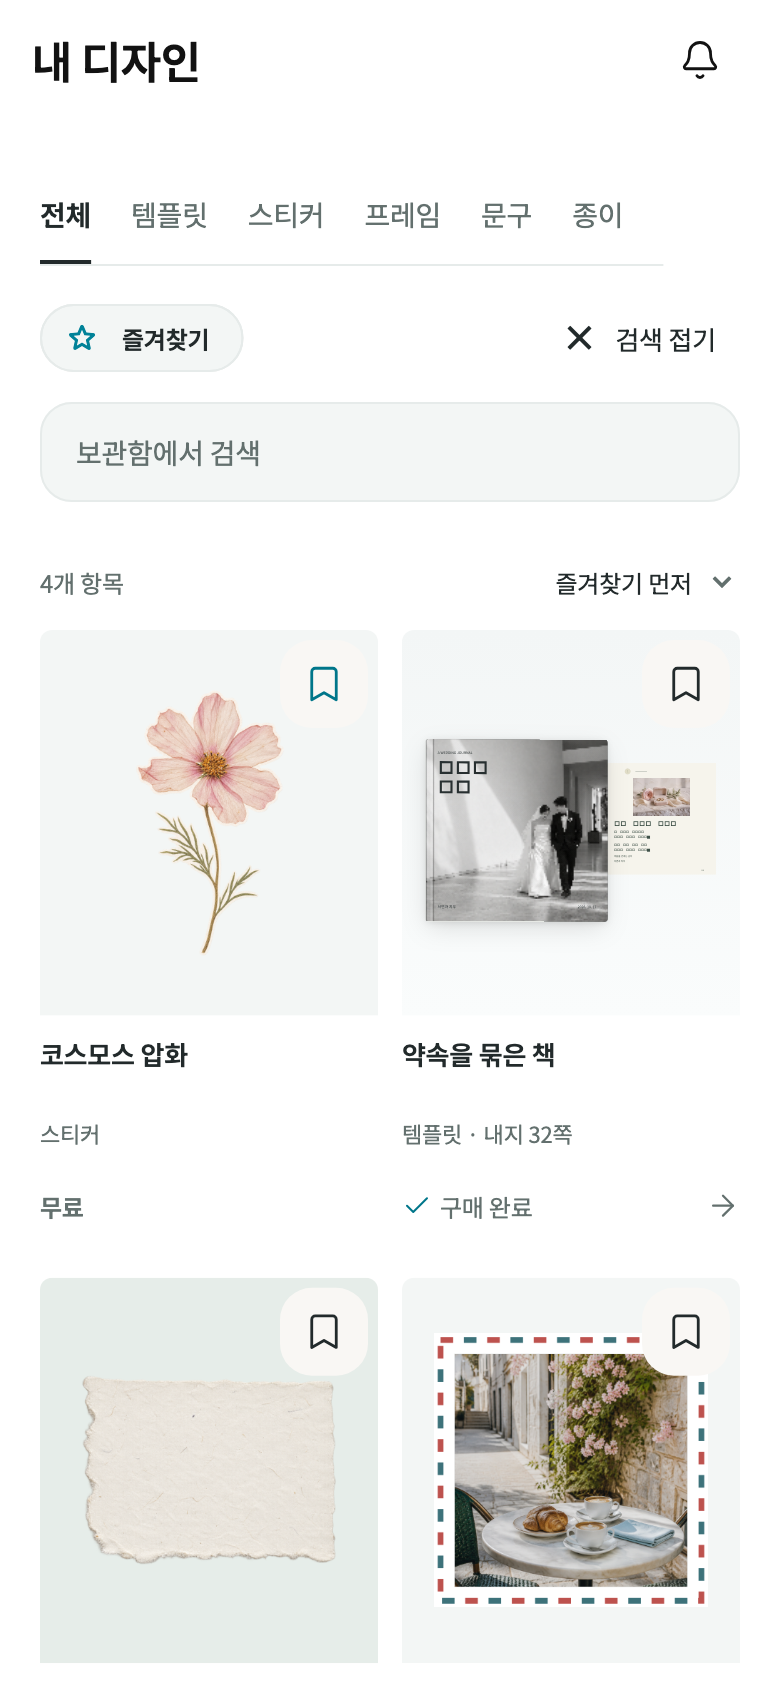 내 디자인
전체 템플릿 스티커 프레임 문구 종이
즐겨찾기
검색 접기
보관함에서 검색
4개 항목
즐겨찾기 먼저
코스모스 압화
약속을 묶은 책
스티커
템플릿 · 내지 32쪽
무료
구매 완료